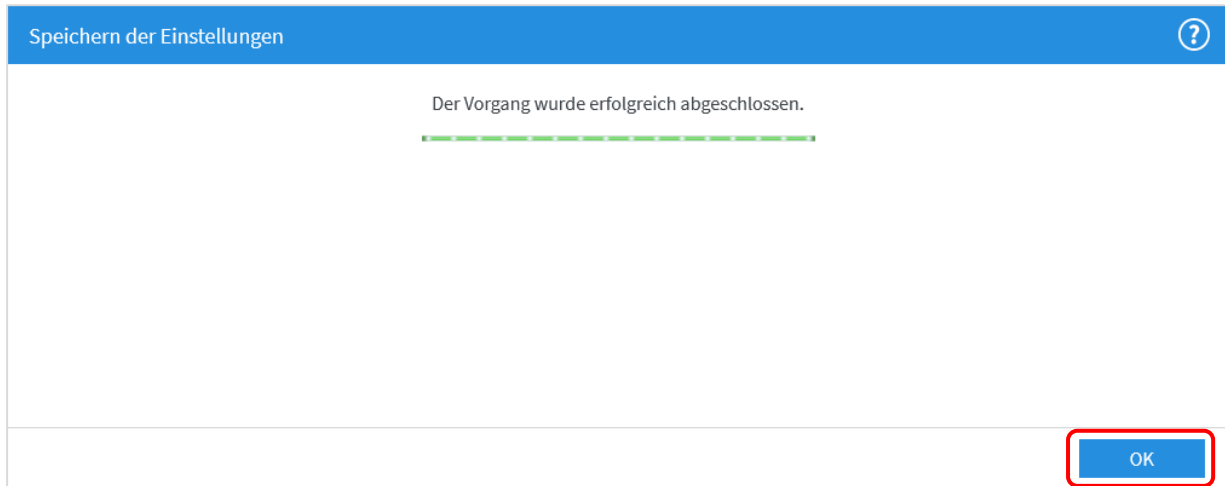 Speichern der Einstellungen
?
Der Vorgang wurde erfolgreich abgeschlossen.
OK